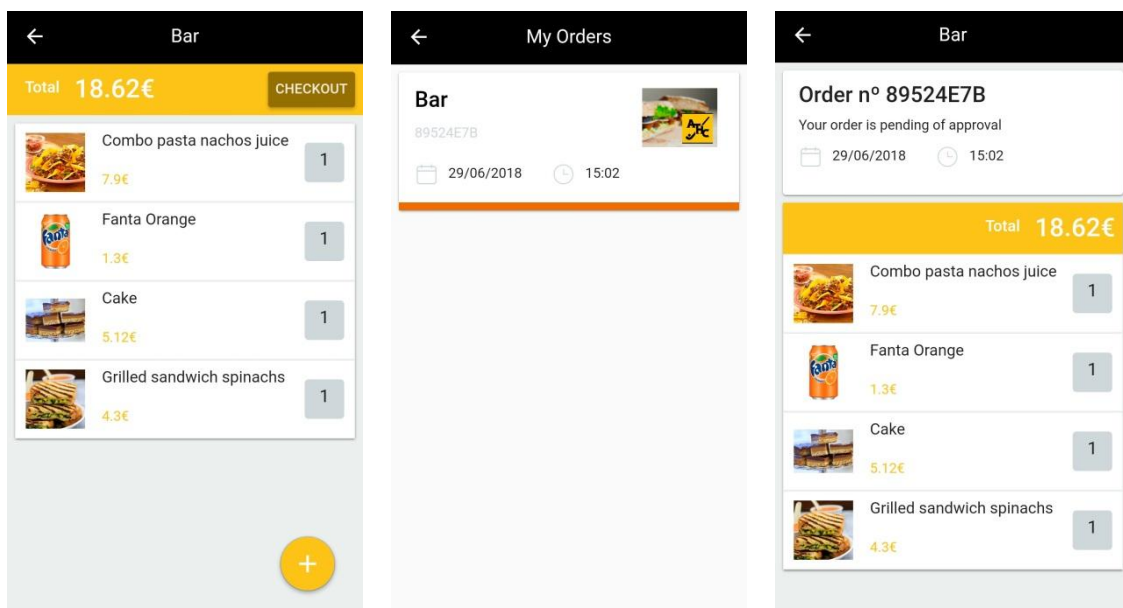 Bar
Total 18.62€ CHECKOUT
Combo pasta nachos juice
1
7.9€
Fanta Orange
1
1.3€
Cake
1
5.12€
Grilled sandwich spinachs
1
4.3€
+
My Orders
Bar
89524E7B
29/06/2018 15:02
Bar
Order nº 89524E7B
Your order is pending of approval
29/06/2018 15:02
Total 18.62€
Combo pasta nachos juice
1
7.9€
Fanta Orange
1
1.3€
Cake
1
5.12€
Grilled sandwich spinachs
1
4.3€